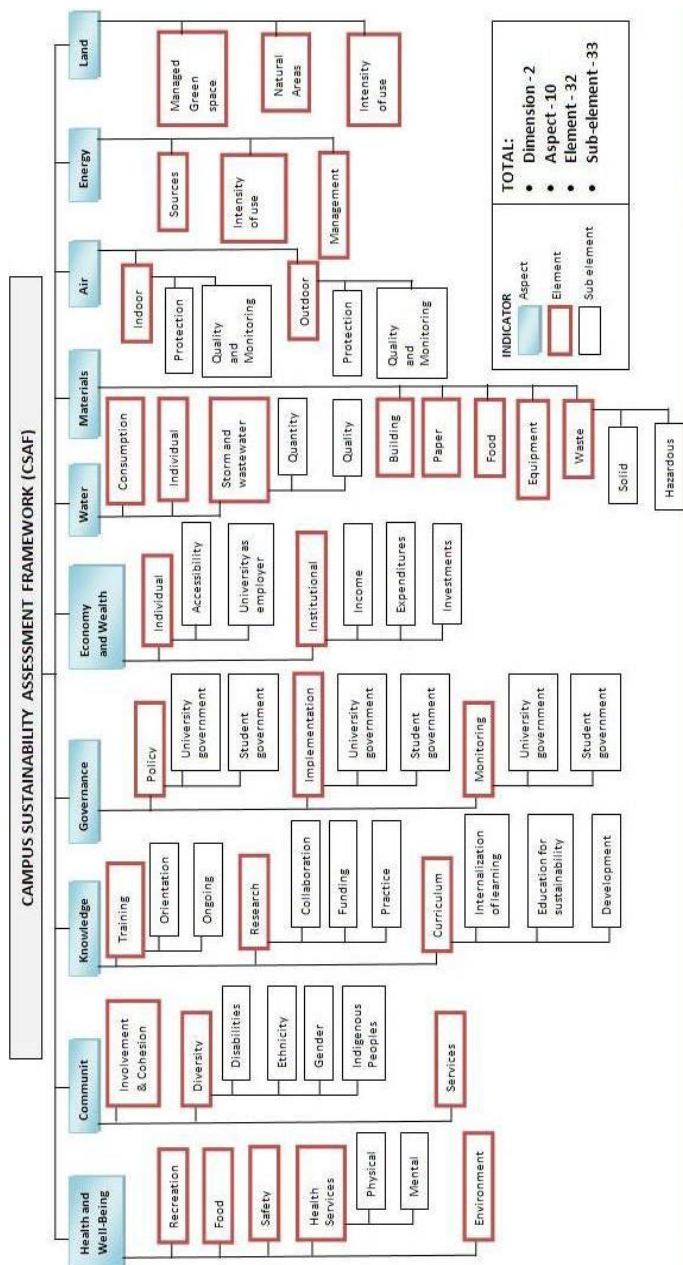 CAMPUS SUSTAINABILITY ASSESSMENT FRAMEWORK (CSAF)
Health and
Well-Being
Recreation
Food
Safety
Health
Services
Physical
Mental
Environment
Communit
Involvement
& Cohesion
Diversity
Disabilities
Ethnicity
Gender
Indigenous
Peoples
Services
Knowledge
Training
Orientation
Ongoing
Research
Collaboration
Funding
Practice
Curriculum
Internalization
of learning
Education for
sustainability
Development
Governance
Policy
University
government
Student
government
Implementation
University
government
Student
government
Monitoring
University
government
Student
government
Economy
and Wealth
Individual
Accessibility
University as
employer
Institutional
Income
Expenditures
Investments
Water
Consumption
Individual
Storm and
wastewater
Quantity
Quality
Materials
Building
Paper
Food
Equipment
Waste
Solid
Hazardous
Air
Indoor
Protection
Quality
and
Monitoring
Outdoor
Protection
Quality
and
Monitoring
Energy
Sources
Intensity
of use
Management
Land
Managed
Green
space
Natural
Areas
Intensity
of use
INDICATOR
Aspect
Element
Sub element
TOTAL:
• Dimension - 2
• Aspect - 10
• Element - 32
• Sub-element - 33